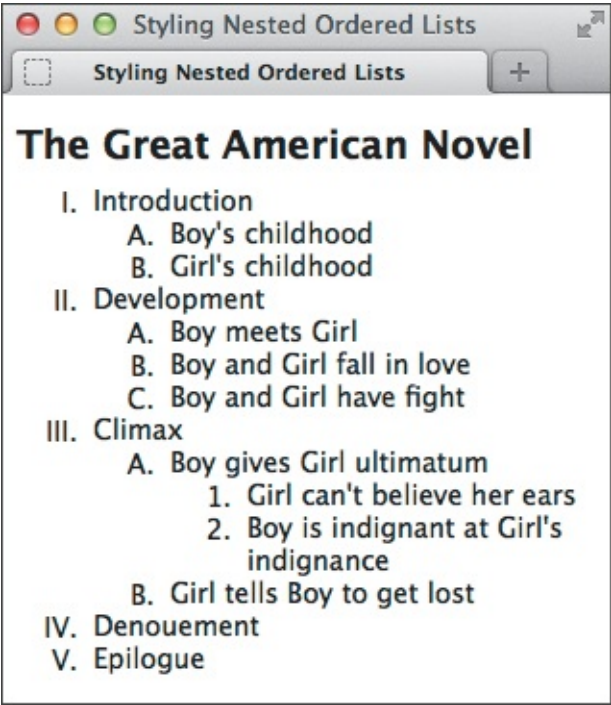 Styling Nested Ordered Lists
Styling Nested Ordered Lists +
The Great American Novel
I. Introduction
A. Boy's childhood
B. Girl's childhood
II. Development
A. Boy meets Girl
B. Boy and Girl fall in love
C. Boy and Girl have fight
III. Climax
A. Boy gives Girl ultimatum
1. Girl can't believe her ears
2. Boy is indignant at Girl's
indignance
B. Girl tells Boy to get lost
IV. Denouement
V. Epilogue